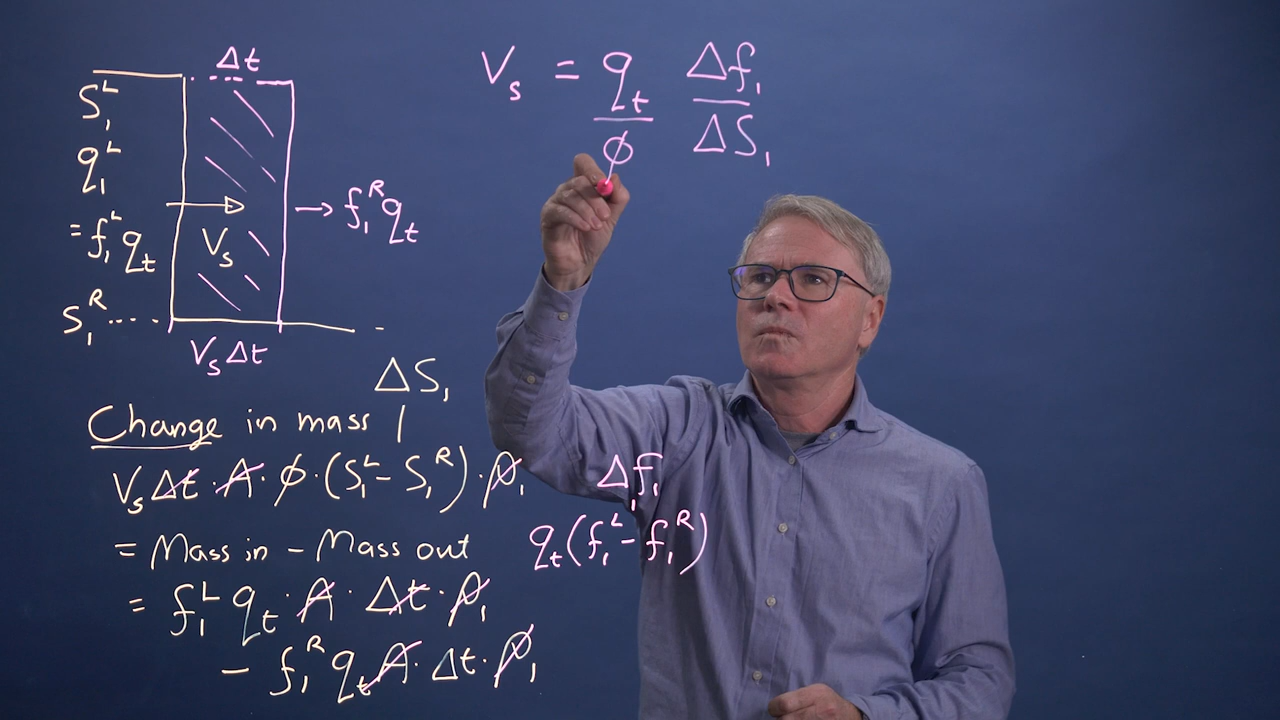 Δt
S₁ᴸ
q₁ᴸ
= f₁ᴸ qₜ
Vₛ
→ f₁ᴿ qₜ
S₁ᴿ ....
Vₛ Δt
Vₛ = qₜ/ϕ Δf₁/ΔS₁
ΔS₁
Change in mass 1
Vₛ Δt · A · ϕ · (S₁ᴸ − S₁ᴿ) · ρ₁
= Mass in − Mass out
= f₁ᴸ qₜ · A · Δt · ρ₁
− f₁ᴿ qₜ A · Δt · ρ₁
Δf₁
qₜ (f₁ᴸ − f₁ᴿ)